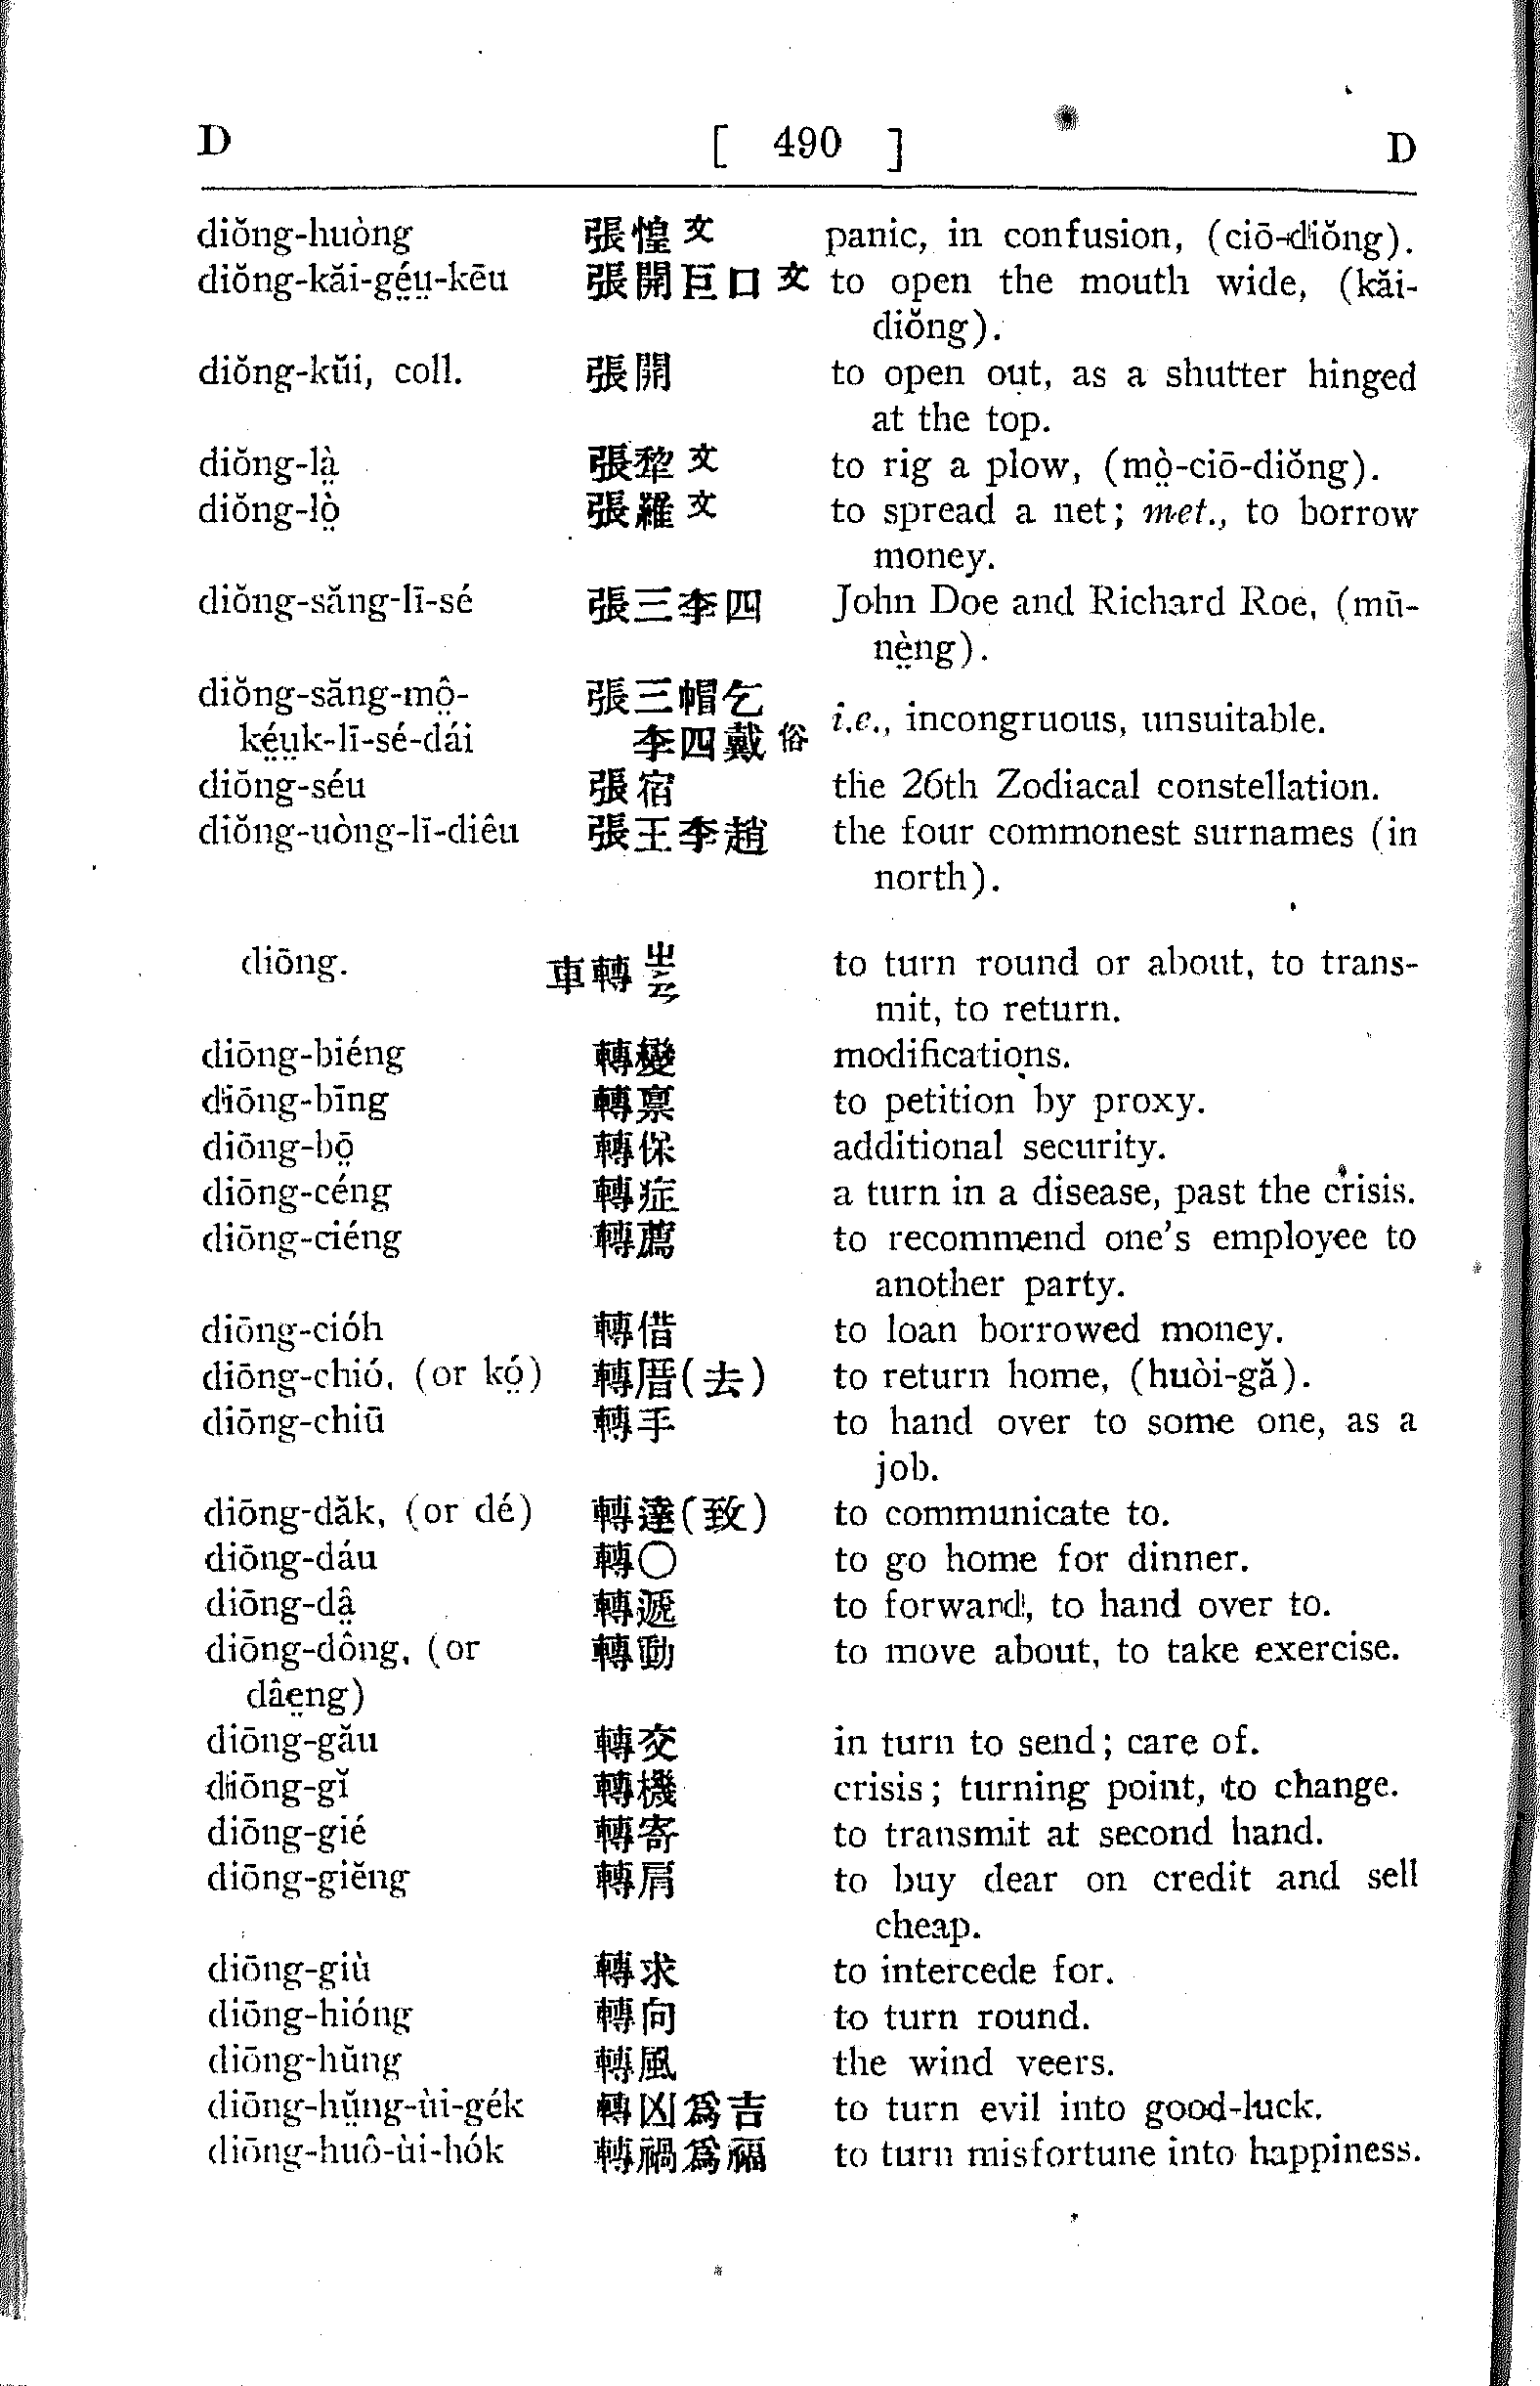 D [ 490 ] D
diŏng-huòng 張惶文 panic, in confusion, (ciō-diŏng).
diŏng-kăi-gé̤ṳ-kēu 張開巨口文 to open the mouth wide, (kăi-
diŏng).
diŏng-kŭi, coll. 張開 to open out, as a shutter hinged
at the top.
diŏng-là̤ 張犂文 to rig a plow, (mò̤-ciō-diŏng).
diŏng-lò̤ 張羅文 to spread a net; met., to borrow
money.
diŏng-săng-lī-sé 張三李四 John Doe and Richard Roe, (mū-
nè̤ng).
diŏng-săng-mô̤- 張三帽乞
ké̤ṳk-lī-sé-dái 李四戴俗 i.e., incongruous, unsuitable.
diŏng-séu 張宿 the 26th Zodiacal constellation.
diŏng-uòng-lī-diêu 張王李趙 the four commonest surnames (in
north).
diōng. 車轉 to turn round or about, to trans-
mit, to return.
diōng-biéng 轉變 modifications.
diōng-bīng 轉禀 to petition by proxy.
diōng-bō̤ 轉保 additional security.
diōng-céng 轉症 a turn in a disease, past the crisis.
diōng-ciéng 轉薦 to recommend one's employee to
another party.
diōng-cióh 轉借 to loan borrowed money.
diōng-chió, (or kó̤) 轉厝(去) to return home, (huòi-gă).
diōng-chiū 轉手 to hand over to some one, as a
job.
diōng-dăk, (or dé) 轉達(致) to communicate to.
diōng-dáu 轉〇 to go home for dinner.
diōng-dâ̤ 轉遞 to forward, to hand over to.
diōng-dông, (or 轉動 to move about, to take exercise.
dâe̤ng)
diōng-gău 轉交 in turn to send; care of.
diōng-gĭ 轉機 crisis; turning point, to change.
diōng-gié 轉寄 to transmit at second hand.
diōng-giĕng 轉肩 to buy dear on credit and sell
cheap.
diōng-giù 轉求 to intercede for.
diōng-hióng 轉向 to turn round.
diōng-hŭng 轉風 the wind veers.
diōng-hṳ̆ng-ùi-gék 轉凶爲吉 to turn evil into good-luck.
diōng-huô-ùi-hók 轉禍爲福 to turn misfortune into happiness.